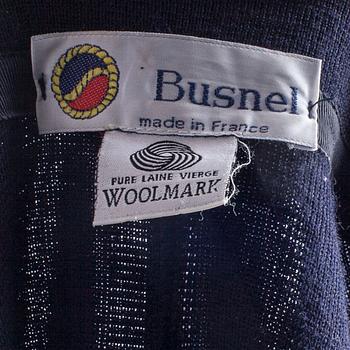 Busnel
made in France
PURE LAINE VIERGE
WOOLMARK